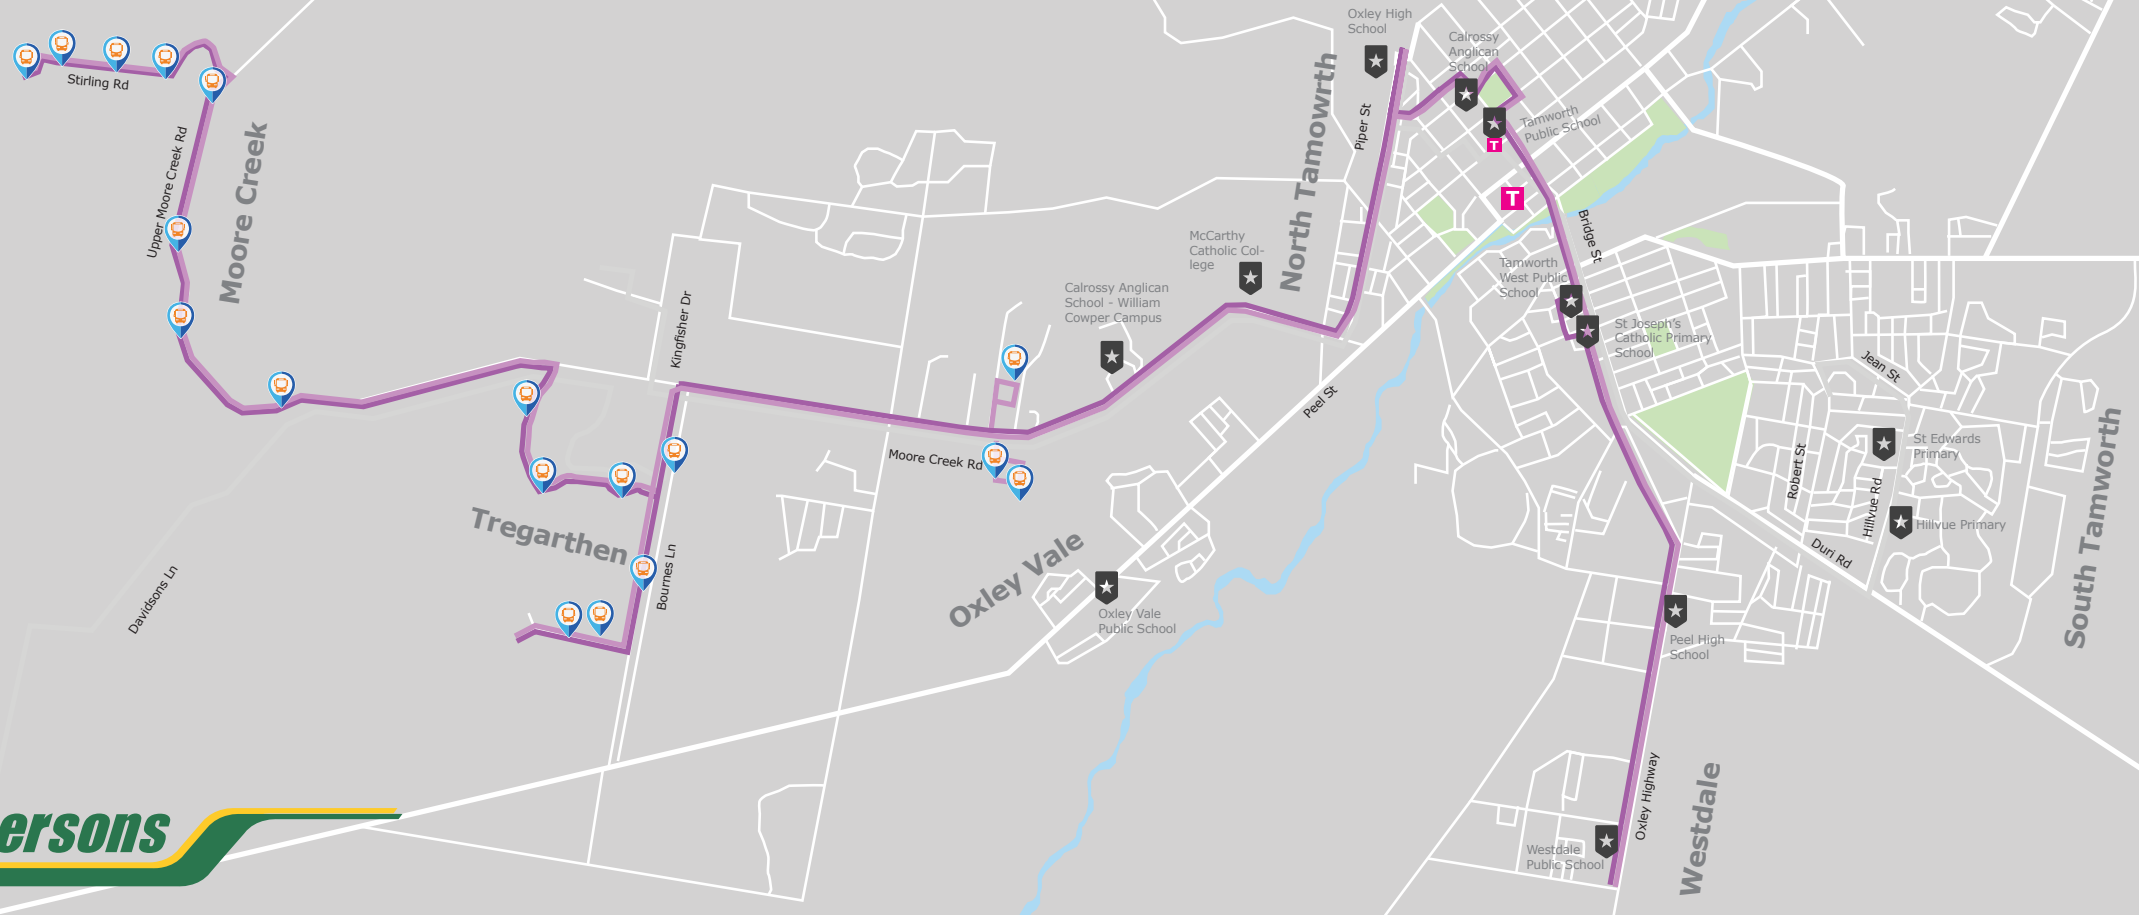 Oxley High
School
Calrossy
Anglican
School
Tamworth
Public School
T
T
Stirling Rd
Upper Moore Creek Rd
Moore Creek
North Tamowrth
Piper St
McCarthy
Catholic Col-
lege
Bridge St
Tamworth
West Public
School
Calrossy Anglican
School - William
Cowper Campus
Kingfisher Dr
St Joseph's
Catholic Primary
School
Jean St
Peel St
Moore Creek Rd
St Edwards
Primary
Robert St
Hillvue Rd
Hillvue Primary
Duri Rd
South Tamworth
Tregarthen
Bournes Ln
Davidsons Ln
Oxley Vale
Oxley Vale
Public School
Peel High
School
Oxley Highway
Westdale
Westdale
Public School
ersons